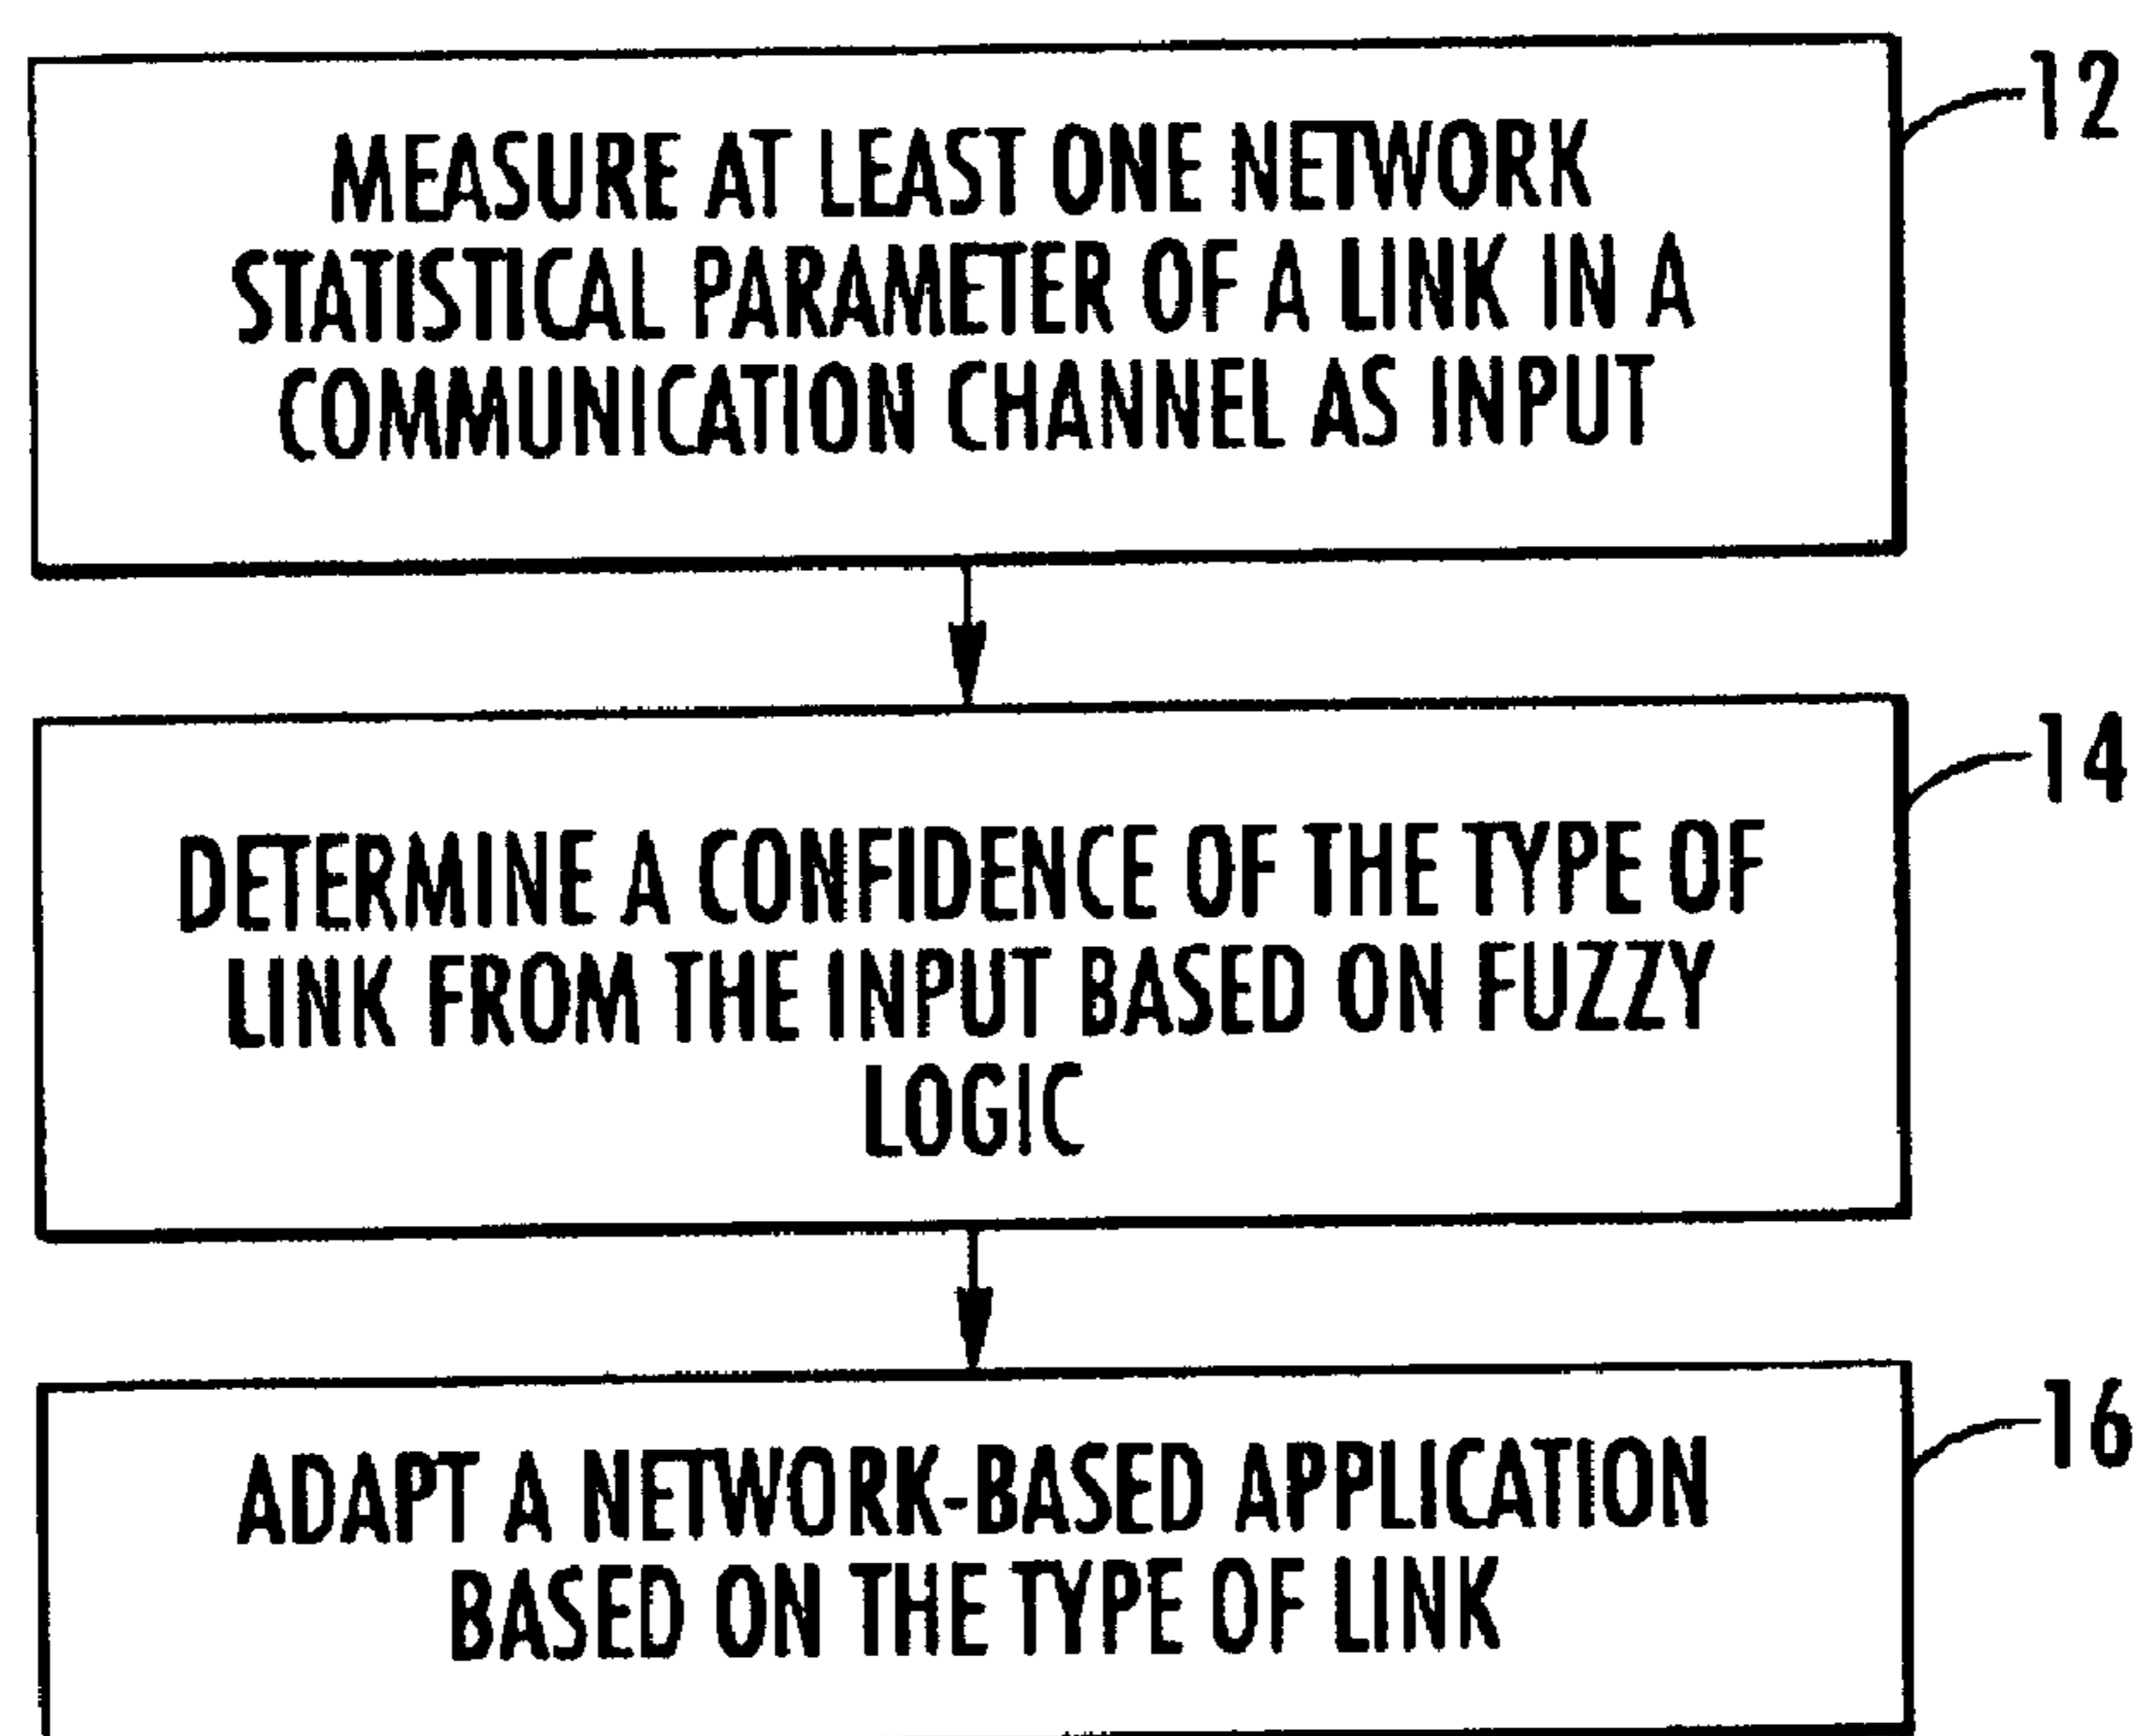 12
MEASURE AT LEAST ONE NETWORK
STATISTICAL PARAMETER OF A LINK IN A
COMMUNICATION CHANNEL AS INPUT
14
DETERMINE A CONFIDENCE OF THE TYPE OF
LINK FROM THE INPUT BASED ON FUZZY
LOGIC
16
ADAPT A NETWORK-BASED APPLICATION
BASED ON THE TYPE OF LINK